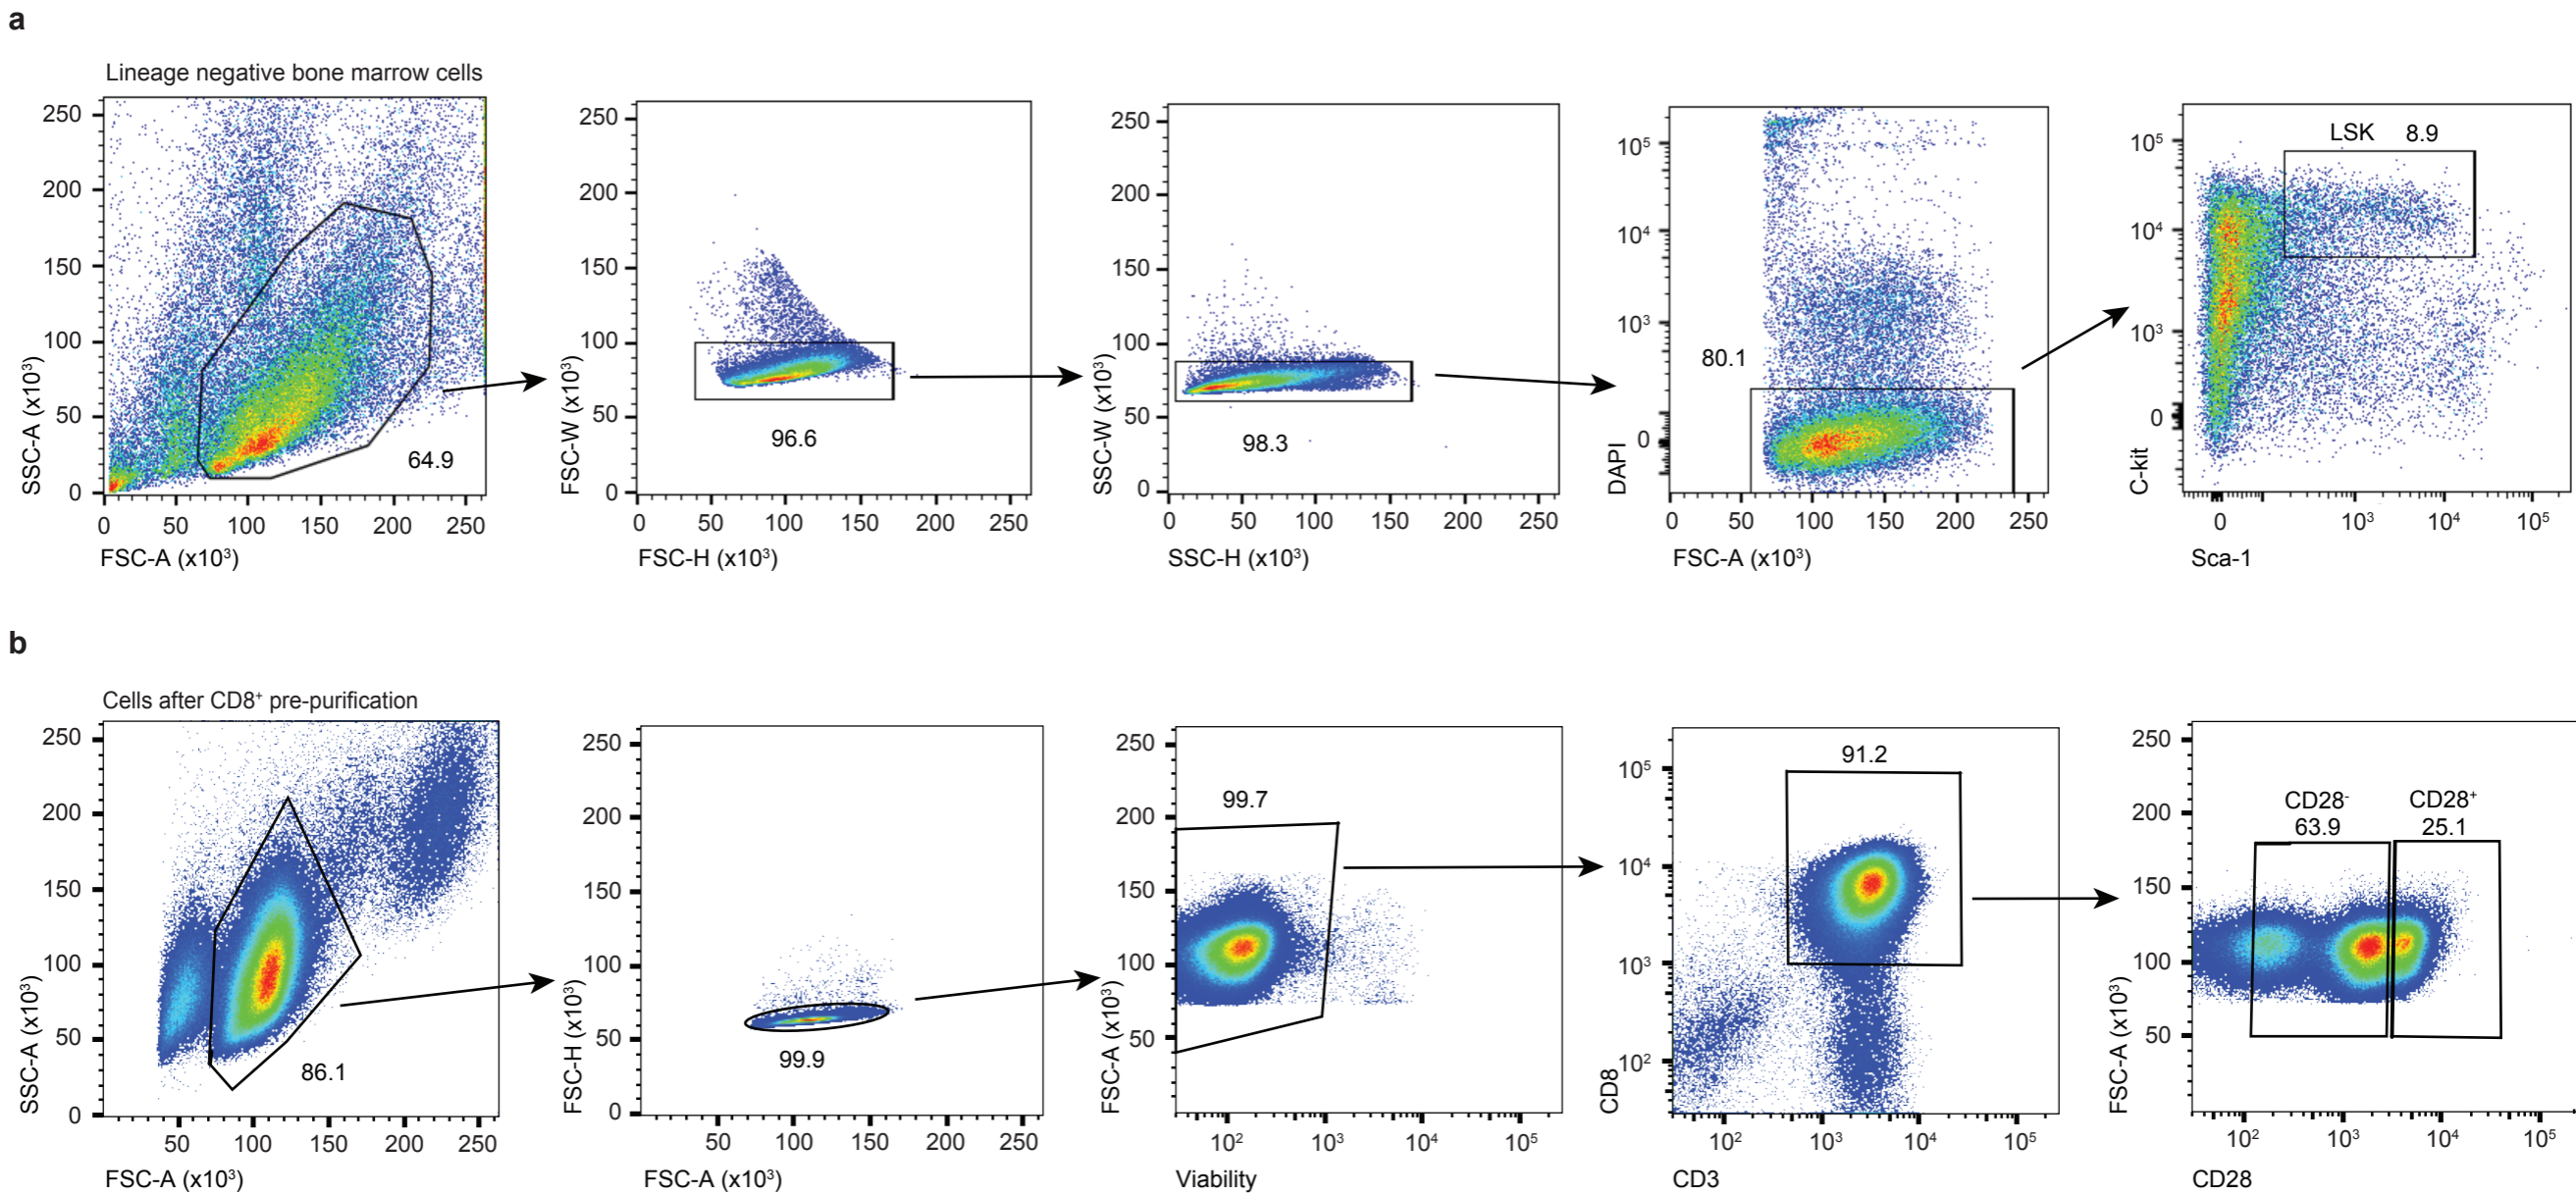 a
Lineage negative bone marrow cells
250
200
150
100
50
0
SSC-A (x10³)
0 50 100 150 200 250
FSC-A (x10³)
64.9
250
200
150
100
50
0
FSC-W (x10³)
0 50 100 150 200 250
FSC-H (x10³)
96.6
250
200
150
100
50
0
SSC-W (x10³)
0 50 100 150 200 250
SSC-H (x10³)
98.3
10⁵
10⁴
10³
0
DAPI
80.1
0 50 100 150 200 250
FSC-A (x10³)
LSK 8.9
10⁵
10⁴
10³
0
C-kit
0 10³ 10⁴ 10⁵
Sca-1
b
Cells after CD8⁺ pre-purification
250
200
150
100
50
0
SSC-A (x10³)
86.1
50 100 150 200 250
FSC-A (x10³)
250
200
150
100
50
0
FSC-H (x10³)
99.9
50 100 150 200 250
FSC-A (x10³)
250
200
150
100
50
FSC-A (x10³)
99.7
10² 10³ 10⁴ 10⁵
Viability
91.2
10⁵
10⁴
10³
10²
CD8
10² 10³ 10⁴ 10⁵
CD3
250
200
150
100
50
FSC-A (x10³)
CD28⁻ CD28⁺
63.9 25.1
10² 10³ 10⁴ 10⁵
CD28